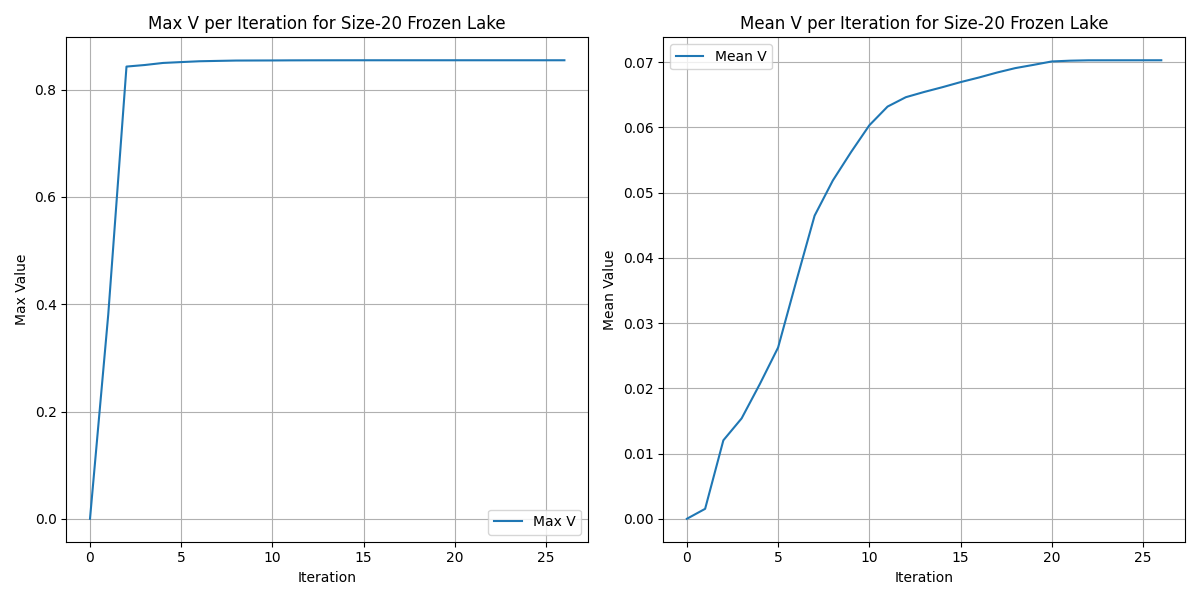 Max V per Iteration for Size-20 Frozen Lake
Max Value
0.8
0.6
0.4
0.2
0.0
Max V
0 5 10 15 20 25
Iteration
Mean V per Iteration for Size-20 Frozen Lake
Mean V
Mean Value
0.07
0.06
0.05
0.04
0.03
0.02
0.01
0.00
0 5 10 15 20 25
Iteration